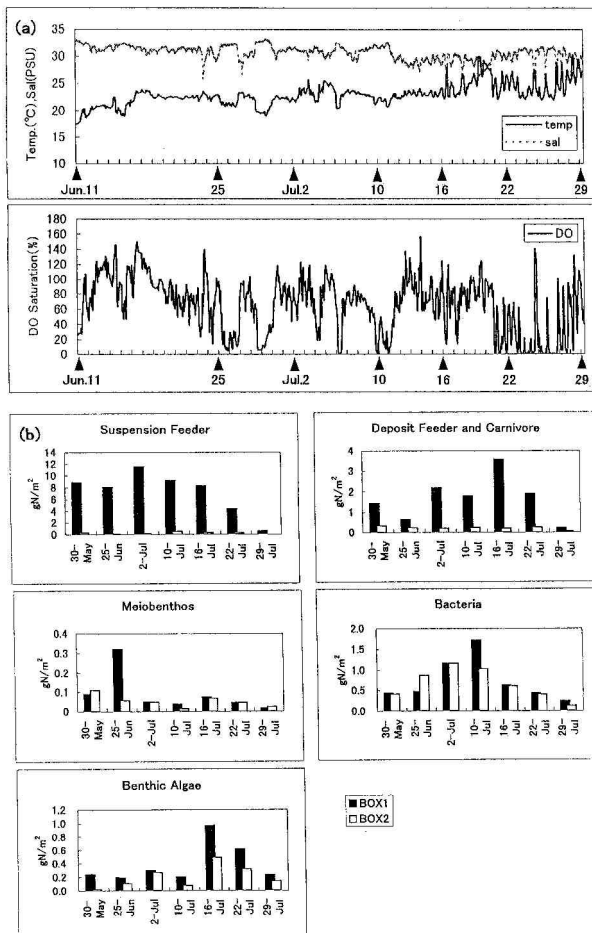 (a)
Temp.(°C),Sal(PSU)
35
30
25
20
15
10
temp
sal
Jun.11
25
Jul.2
10
16
22
29
DO Saturation(%)
180
160
140
120
100
80
60
40
20
0
DO
Jun.11
25
Jul.2
10
16
22
29
(b)
Suspension Feeder
gN/m²
14
12
10
8
6
4
2
0
30-May
25-Jun
2-Jul
10-Jul
16-Jul
22-Jul
29-Jul
Deposit Feeder and Carnivore
gN/m²
4
3
2
1
0
30-May
25-Jun
2-Jul
10-Jul
16-Jul
22-Jul
29-Jul
Meiobenthos
gN/m²
0.4
0.3
0.2
0.1
0
30-May
25-Jun
2-Jul
10-Jul
16-Jul
22-Jul
29-Jul
Bacteria
gN/m²
2.0
1.5
1.0
0.5
0.0
30-May
25-Jun
2-Jul
10-Jul
16-Jul
22-Jul
29-Jul
Benthic Algae
gN/m²
1.2
1.0
0.8
0.6
0.4
0.2
0.0
30-May
25-Jun
2-Jul
10-Jul
16-Jul
22-Jul
29-Jul
BOX1
BOX2